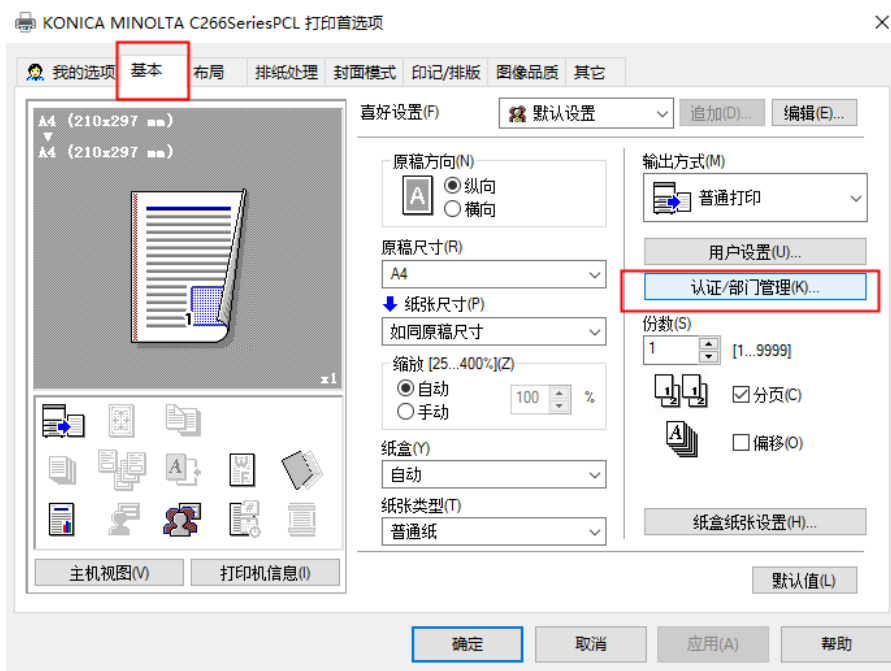 KONICA MINOLTA C266SeriesPCL 打印首选项
我的选项 基本 布局 排纸处理 封面模式 印记/排版 图像品质 其它
A4 (210x297 mm)
A4 (210x297 mm)
1
x1
主机视图(V) 打印机信息(I)
喜好设置(F) 默认设置 追加(D)... 编辑(E)...
原稿方向(N)
A
纵向
横向
原稿尺寸(R)
A4
纸张尺寸(P)
如同原稿尺寸
缩放 [25...400%](Z)
自动
手动
100 %
纸盒(Y)
自动
纸张类型(T)
普通纸
输出方式(M)
普通打印
用户设置(U)...
认证/部门管理(K)...
份数(S)
1 [1...9999]
1 2 1 2 分页(C)
A 偏移(O)
纸盒纸张设置(H)...
默认值(L)
确定 取消 应用(A) 帮助